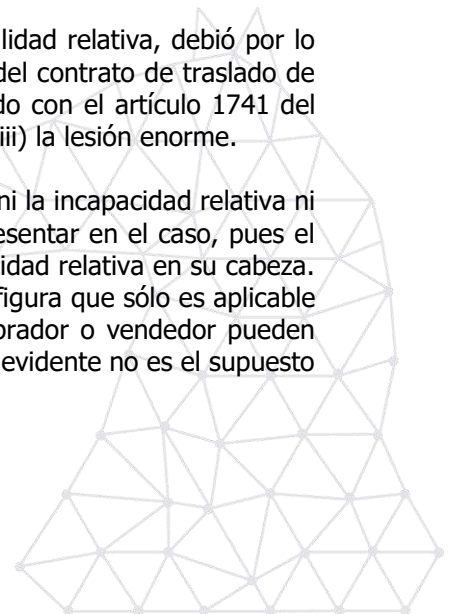 lidad relativa, debió por lo
del contrato de traslado de
do con el artículo 1741 del
iii) la lesión enorme.
ni la incapacidad relativa ni
esentar en el caso, pues el
idad relativa en su cabeza.
figura que sólo es aplicable
prador o vendedor pueden
evidente no es el supuesto